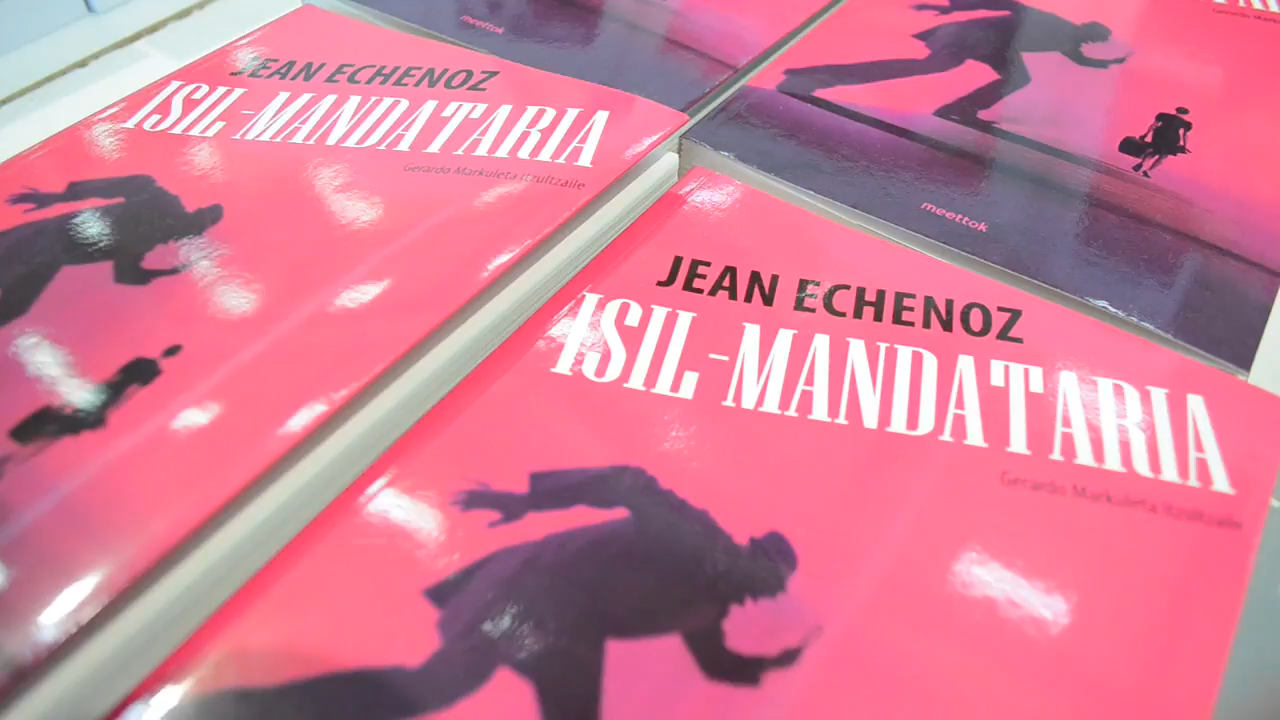 meettok
JEAN ECHENOZ
ISIL-MANDATARIA
Gerardo Markuleta itzultzaile
meettok
JEAN ECHENOZ
ISIL-MANDATARIA
Gerardo Markuleta itzultzaile